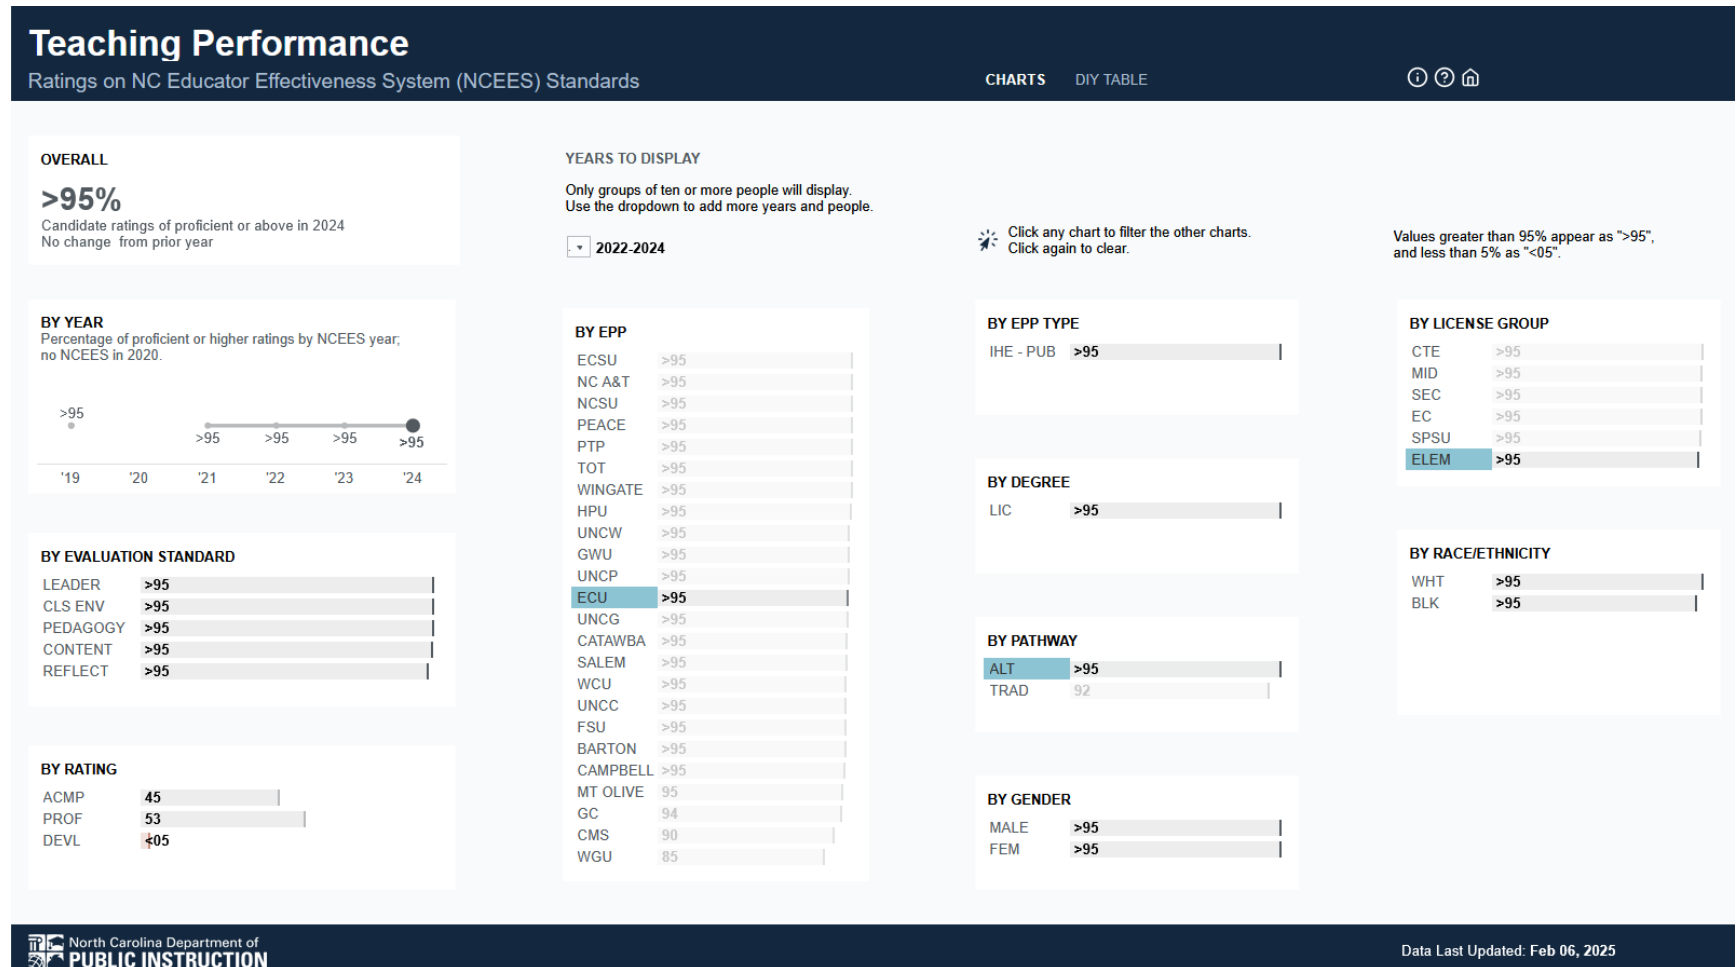 Teaching Performance
Ratings on NC Educator Effectiveness System (NCEES) Standards
CHARTS
DIY TABLE
OVERALL
>95%
Candidate ratings of proficient or above in 2024
No change from prior year
YEARS TO DISPLAY
Only groups of ten or more people will display.
Use the dropdown to add more years and people.
2022-2024
Click any chart to filter the other charts.
Click again to clear.
Values greater than 95% appear as ">95",
and less than 5% as "<05".
BY YEAR
Percentage of proficient or higher ratings by NCEES year;
no NCEES in 2020.
>95
>95 >95 >95 >95
'19 '20 '21 '22 '23 '24
BY EVALUATION STANDARD
LEADER >95
CLS ENV >95
PEDAGOGY >95
CONTENT >95
REFLECT >95
BY RATING
ACMP 45
PROF 53
DEVL <05
BY EPP
ECSU >95
NC A&T >95
NCSU >95
PEACE >95
PTP >95
TOT >95
WINGATE >95
HPU >95
UNCW >95
GWU >95
UNCP >95
ECU >95
UNCG >95
CATAWBA >95
SALEM >95
WCU >95
UNCC >95
FSU >95
BARTON >95
CAMPBELL >95
MT OLIVE 95
GC 94
CMS 90
WGU 85
BY EPP TYPE
IHE - PUB >95
BY DEGREE
LIC >95
BY PATHWAY
ALT >95
TRAD 92
BY GENDER
MALE >95
FEM >95
BY LICENSE GROUP
CTE >95
MID >95
SEC >95
EC >95
SPSU >95
ELEM >95
BY RACE/ETHNICITY
WHT >95
BLK >95
North Carolina Department of
PUBLIC INSTRUCTION
Data Last Updated: Feb 06, 2025